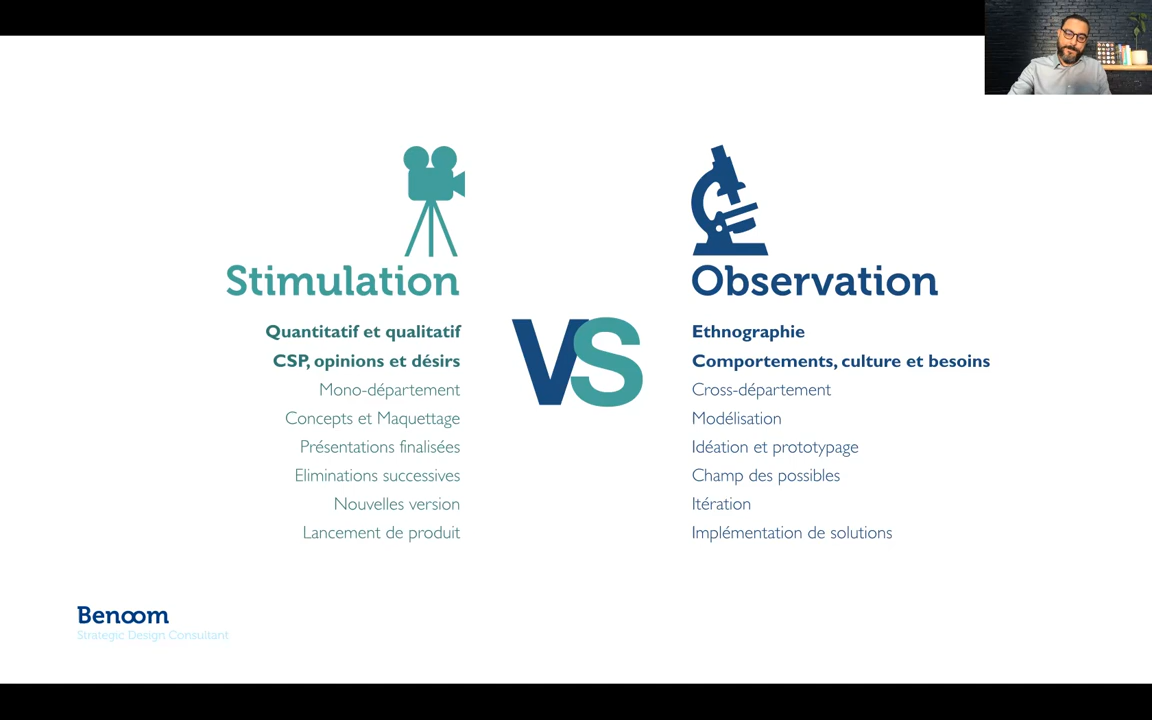 Stimulation
Quantitatif et qualitatif
CSP, opinions et désirs
Mono-département
Concepts et Maquettage
Présentations finalisées
Eliminations successives
Nouvelles version
Lancement de produit
VS
Observation
Ethnographie
Comportements, culture et besoins
Cross-département
Modélisation
Idéation et prototypage
Champ des possibles
Itération
Implémentation de solutions
Benoom
Strategic Design Consultant